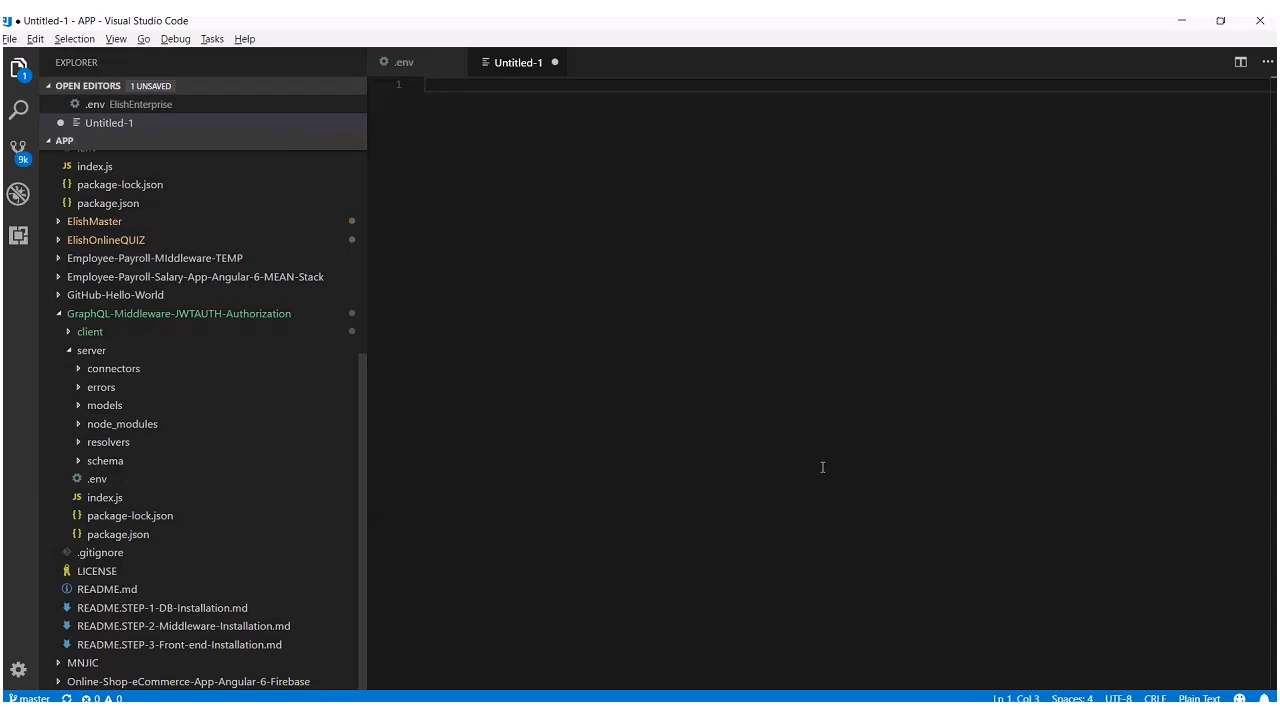 Untitled-1 - APP - Visual Studio Code
File Edit Selection View Go Debug Tasks Help
EXPLORER
.env
Untitled-1
OPEN EDITORS 1 UNSAVED
.env ElishEnterprise
Untitled-1
1
APP
index.js
package-lock.json
package.json
ElishMaster
ElishOnlineQUIZ
Employee-Payroll-MIddleware-TEMP
Employee-Payroll-Salary-App-Angular-6-MEAN-Stack
GitHub-Hello-World
GraphQL-Middleware-JWTAUTH-Authorization
client
server
connectors
errors
models
node_modules
resolvers
schema
.env
index.js
package-lock.json
package.json
.gitignore
LICENSE
README.md
README.STEP-1-DB-Installation.md
README.STEP-2-Middleware-Installation.md
README.STEP-3-Front-end-Installation.md
MNJIC
Online-Shop-eCommerce-App-Angular-6-Firebase
1
9k
master 0 0 Ln 1, Col 3 Spaces: 4 UTF-8 CRLF Plain Text